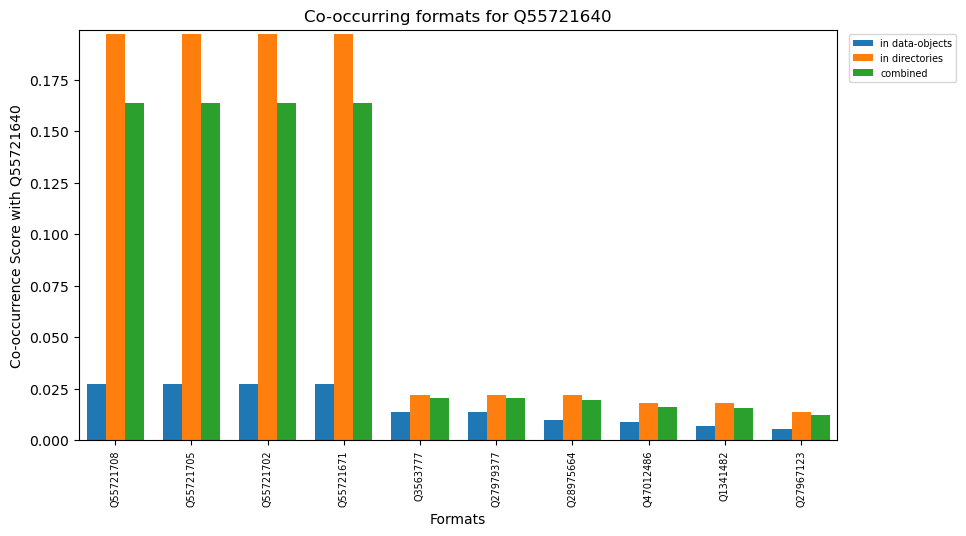 Co-occurring formats for Q55721640
in data-objects
in directories
combined
Co-occurrence Score with Q55721640
0.175
0.150
0.125
0.100
0.075
0.050
0.025
0.000
Q55721708
Q55721705
Q55721702
Q55721671
Q3563777
Q27979377
Q28975664
Q47012486
Q1341482
Q27967123
Formats